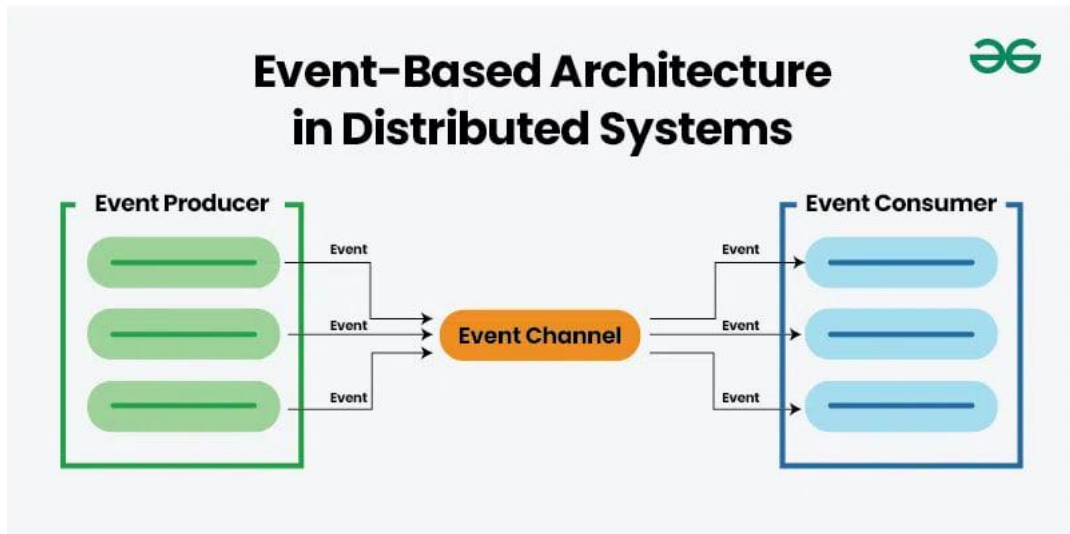 Event-Based Architecture
in Distributed Systems
Event Producer
Event Consumer
Event
Event
Event
Event Channel
Event
Event
Event